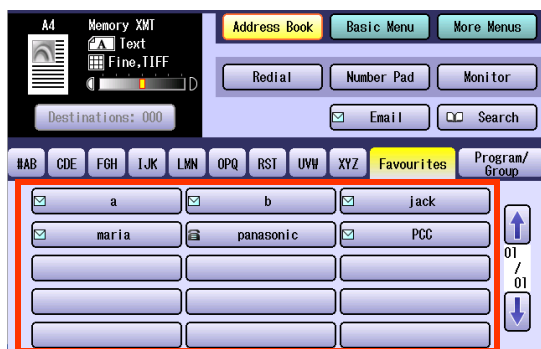 A4 Memory XMT
A Text
Fine,TIFF
D
Address Book Basic Menu More Menus
Redial Number Pad Monitor
Destinations: 000
Email Search
#AB CDE FGH IJK LMN OPQ RST UVW XYZ Favourites Program/
Group
a b jack
maria panasonic PCC
01
/
01